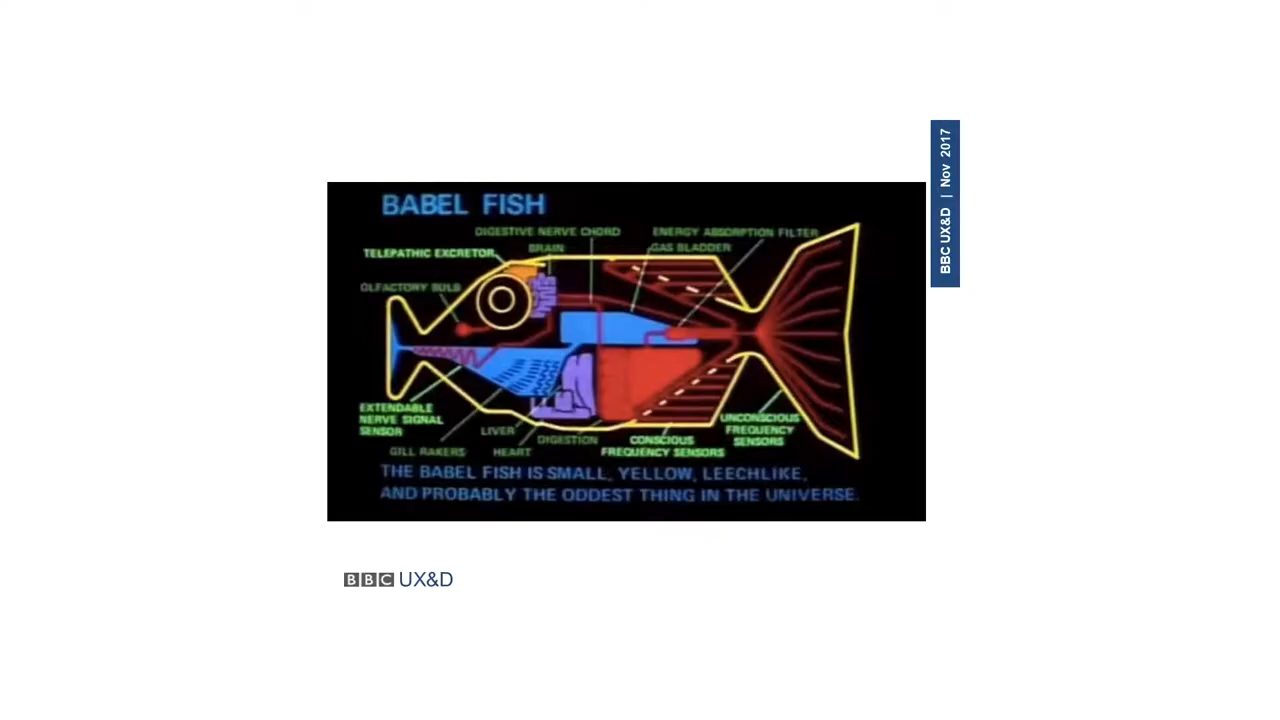 BABEL FISH
DIGESTIVE NERVE CHORD
ENERGY ABSORPTION FILTER
BRAIN
GAS BLADDER
TELEPATHIC EXCRETOR
OLFACTORY BULB
EXTENDABLE
NERVE SIGNAL
SENSOR
GILL RAKERS
LIVER
HEART
DIGESTION
CONSCIOUS
FREQUENCY SENSORS
UNCONSCIOUS
FREQUENCY
SENSORS
THE BABEL FISH IS SMALL, YELLOW, LEECHLIKE,
AND PROBABLY THE ODDEST THING IN THE UNIVERSE.
BBC UX&D | Nov 2017
BBC UX&D